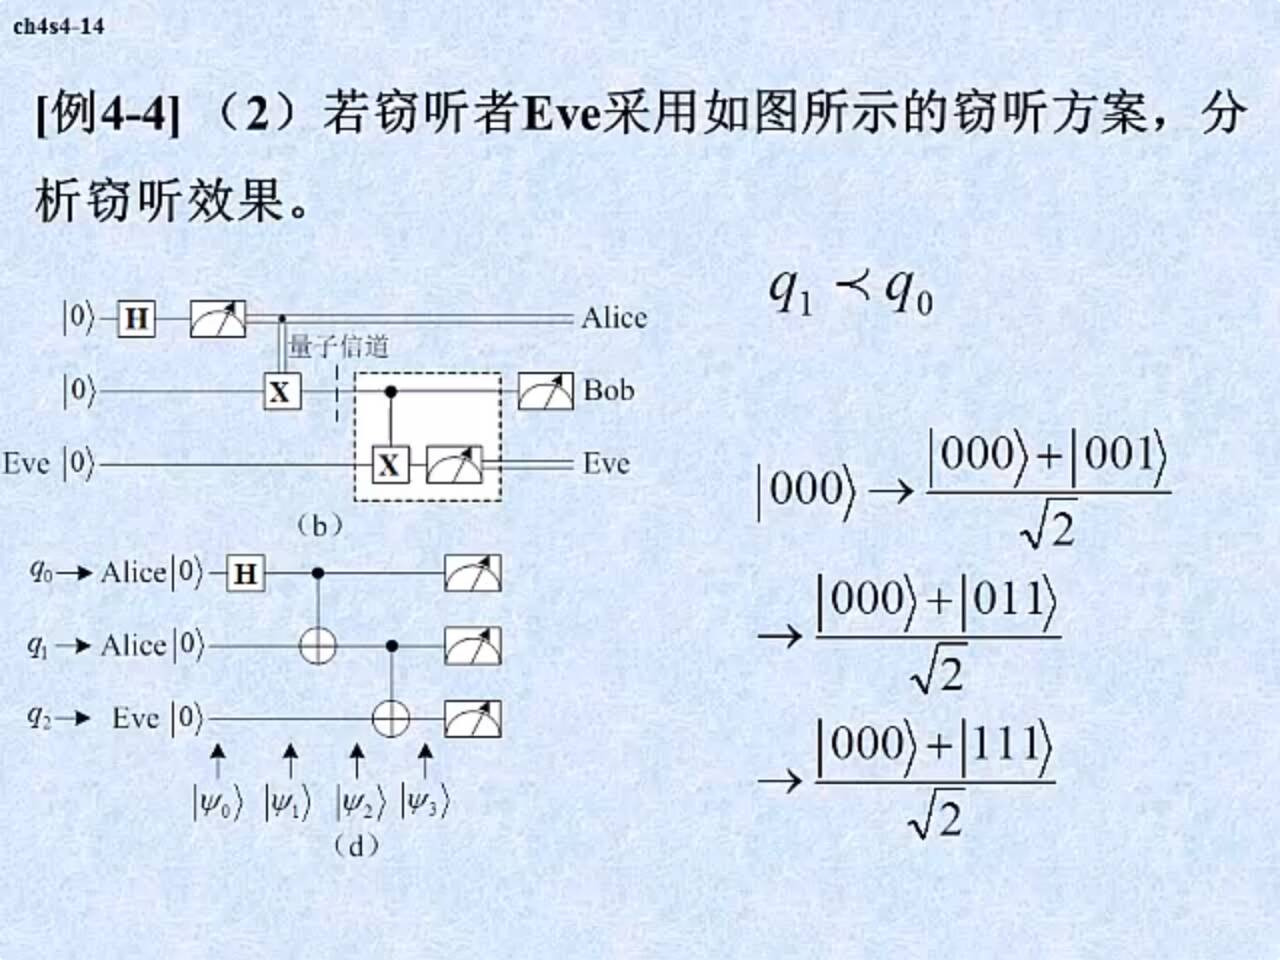 ch4s4-14
[例4-4]（2）若窃听者Eve采用如图所示的窃听方案，分
析窃听效果。
|0⟩ H Alice
量子信道
|0⟩ X Bob
Eve |0⟩ X Eve
（b）
q₀→ Alice|0⟩ H
q₁→ Alice|0⟩
q₂→ Eve |0⟩
|ψ₀⟩ |ψ₁⟩ |ψ₂⟩ |ψ₃⟩
（d）
q₁ ≺ q₀
|000⟩ → (|000⟩+|001⟩)/√2
→ (|000⟩+|011⟩)/√2
→ (|000⟩+|111⟩)/√2